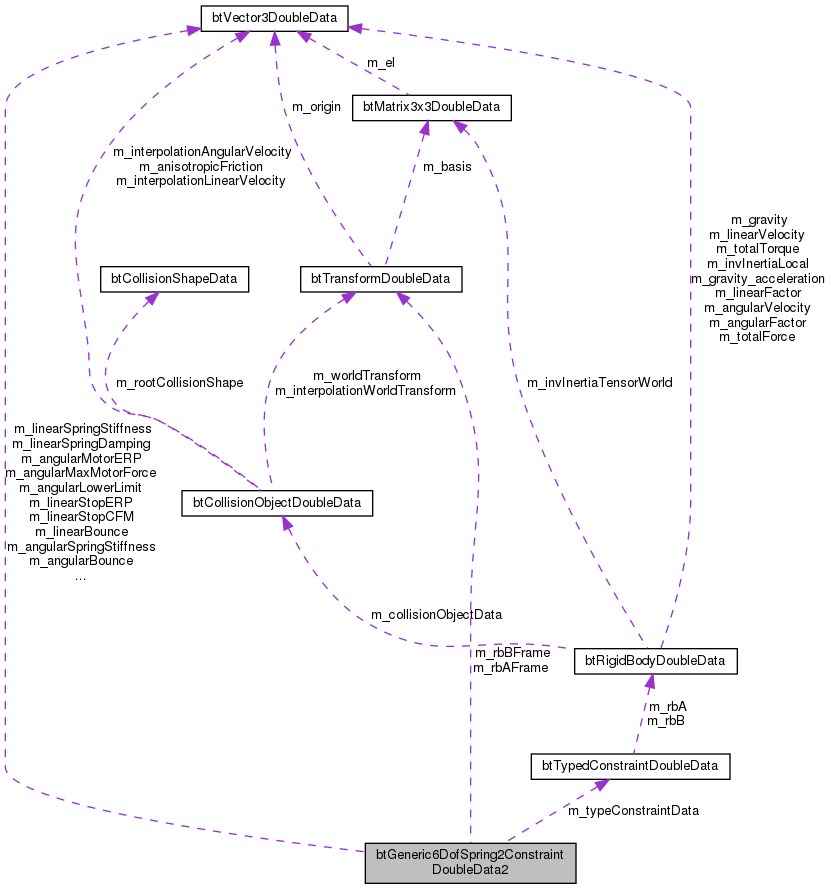 btVector3DoubleData
m_el
btMatrix3x3DoubleData
m_origin
m_interpolationAngularVelocity
m_anisotropicFriction
m_interpolationLinearVelocity
m_basis
m_gravity
m_linearVelocity
m_totalTorque
m_invInertiaLocal
m_gravity_acceleration
m_linearFactor
m_angularVelocity
m_angularFactor
m_totalForce
btCollisionShapeData
btTransformDoubleData
m_rootCollisionShape
m_worldTransform
m_interpolationWorldTransform
m_invInertiaTensorWorld
m_linearSpringStiffness
m_linearSpringDamping
m_angularMotorERP
m_angularMaxMotorForce
m_angularLowerLimit
m_linearStopERP
m_linearStopCFM
m_linearBounce
m_angularSpringStiffness
m_angularBounce
...
btCollisionObjectDoubleData
m_collisionObjectData
m_rbBFrame
m_rbAFrame
btRigidBodyDoubleData
m_rbA
m_rbB
btTypedConstraintDoubleData
m_typeConstraintData
btGeneric6DofSpring2Constraint
DoubleData2